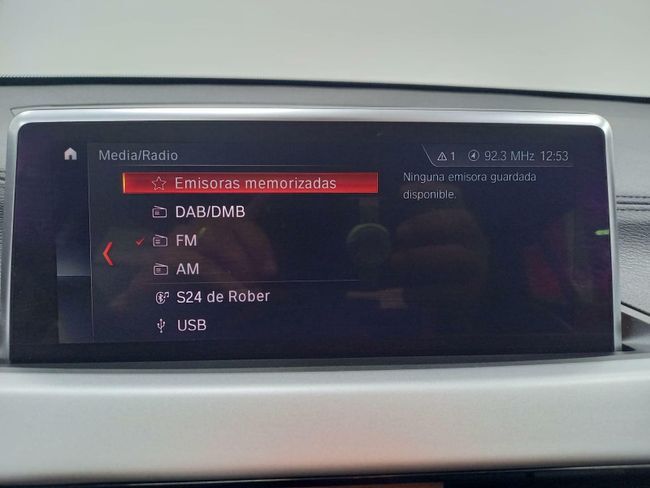 Media/Radio
1 92.3 MHz 12:53
Emisoras memorizadas
Ninguna emisora guardada
disponible.
DAB/DMB
FM
AM
S24 de Rober
USB